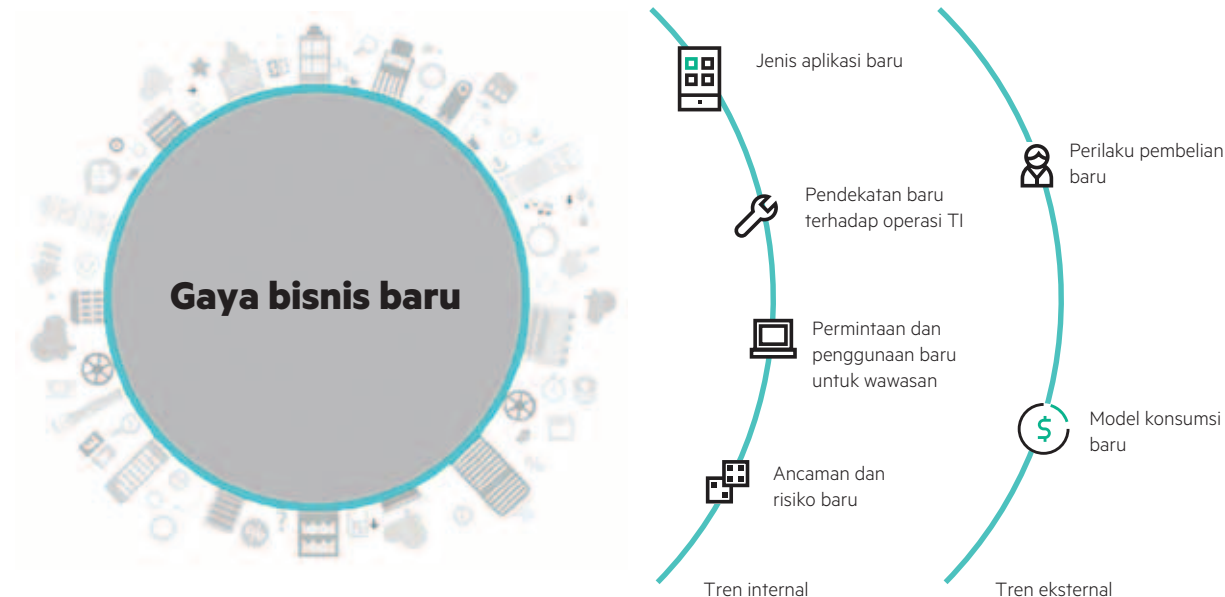 Gaya bisnis baru
Jenis aplikasi baru
Pendekatan baru
terhadap operasi TI
Permintaan dan
penggunaan baru
untuk wawasan
Ancaman dan
risiko baru
Tren internal
Perilaku pembelian
baru
$
Model konsumsi
baru
Tren eksternal